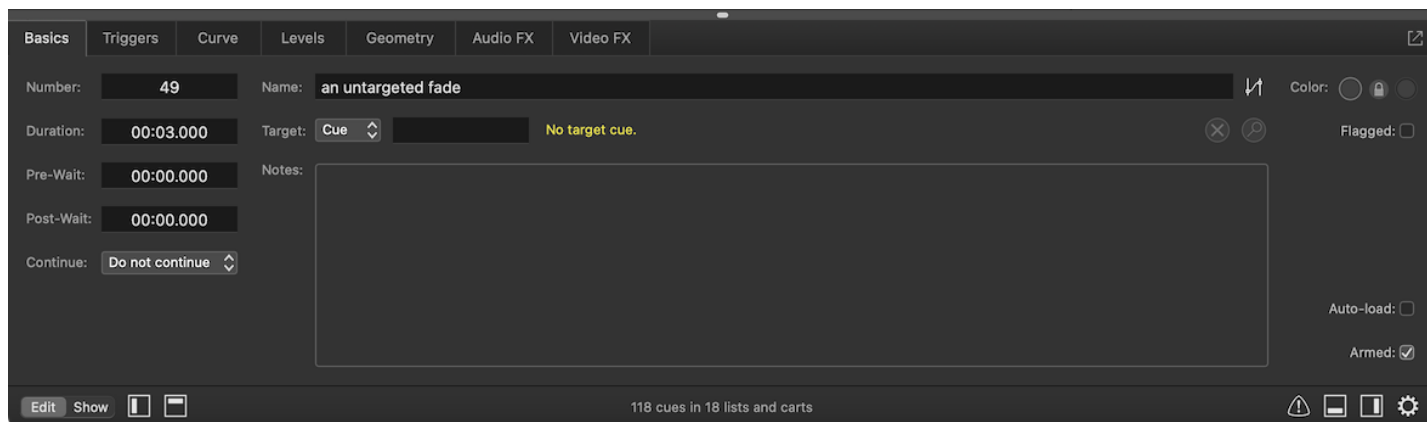 Basics Triggers Curve Levels Geometry Audio FX Video FX
Number: 49 Name: an untargeted fade Color:
Duration: 00:03.000 Target: Cue No target cue. Flagged:
Pre-Wait: 00:00.000 Notes:
Post-Wait: 00:00.000
Continue: Do not continue
Auto-load:
Armed:
Edit Show 118 cues in 18 lists and carts